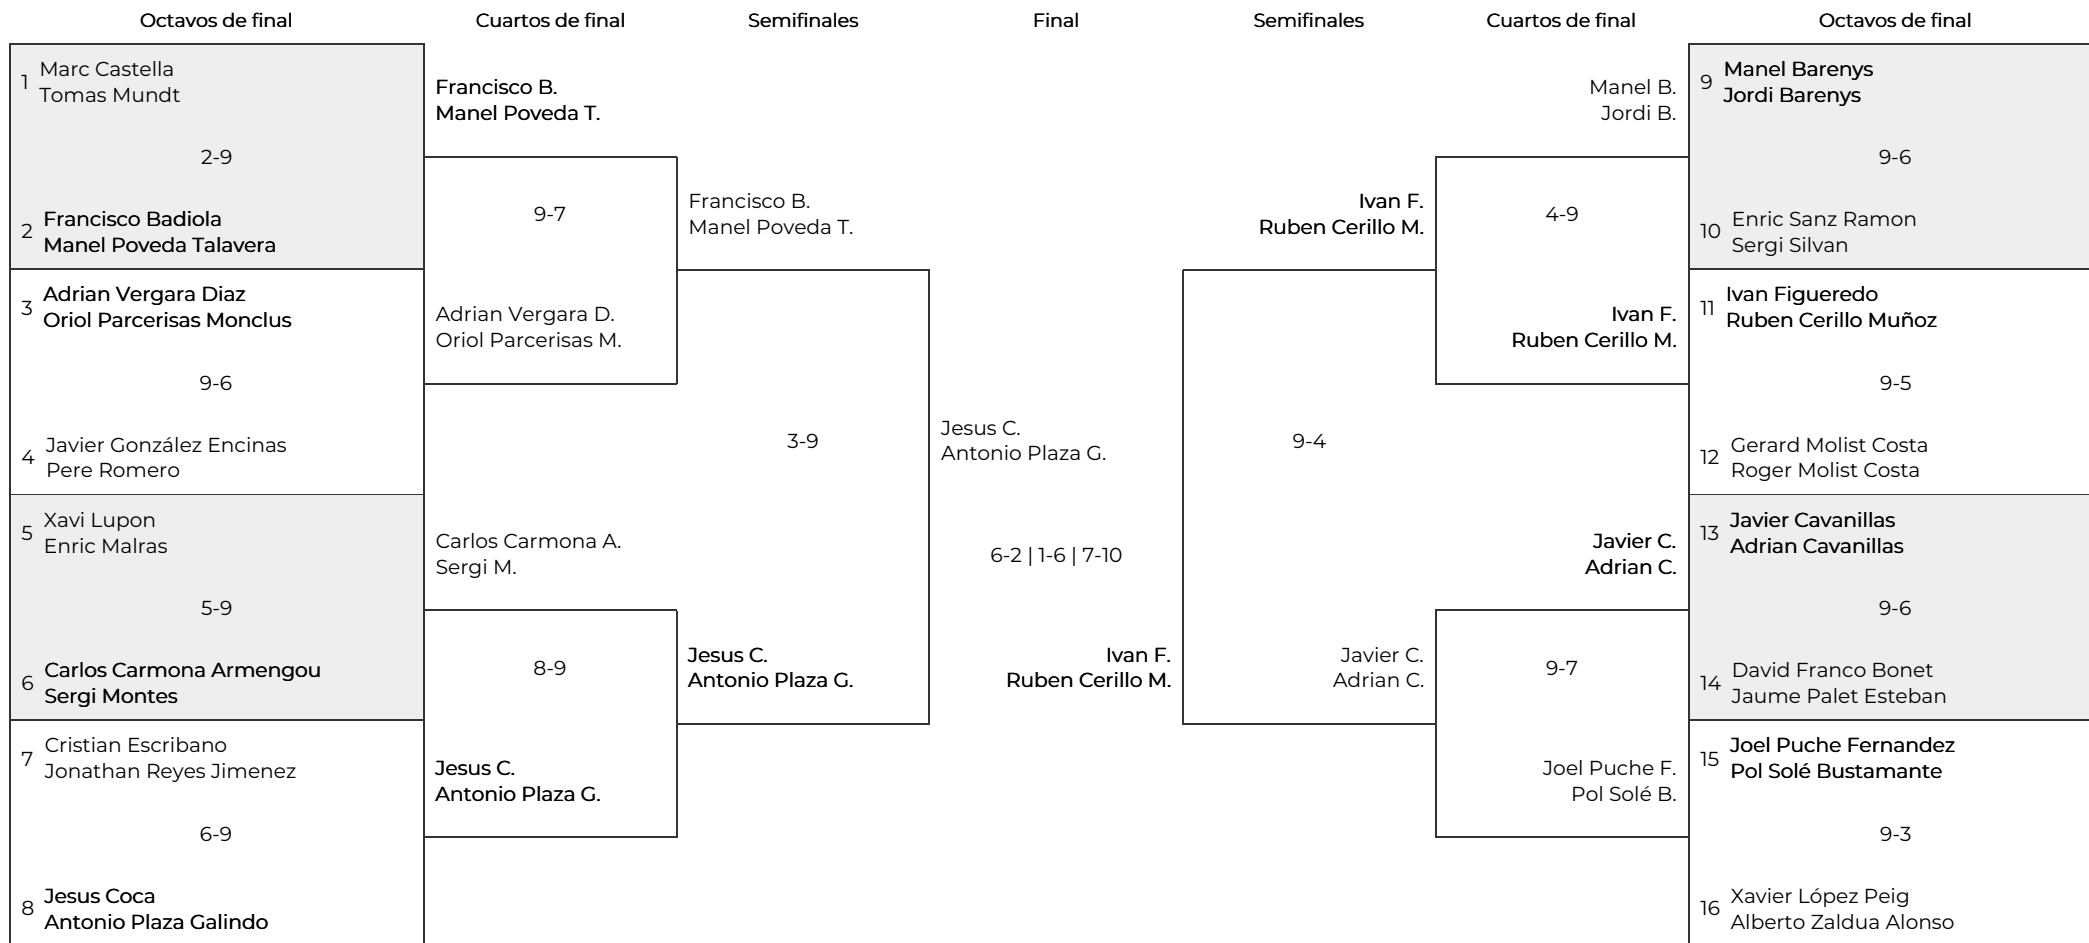 Octavos de final
Cuartos de final
Semifinales
Final
Semifinales
Cuartos de final
Octavos de final
1
Marc Castella
Tomas Mundt
2-9
2
Francisco Badiola
Manel Poveda Talavera
3
Adrian Vergara Diaz
Oriol Parcerisas Monclus
9-6
4
Javier González Encinas
Pere Romero
5
Xavi Lupon
Enric Malras
5-9
6
Carlos Carmona Armengou
Sergi Montes
7
Cristian Escribano
Jonathan Reyes Jimenez
6-9
8
Jesus Coca
Antonio Plaza Galindo
Francisco B.
Manel Poveda T.
9-7
Adrian Vergara D.
Oriol Parcerisas M.
Carlos Carmona A.
Sergi M.
8-9
Jesus C.
Antonio Plaza G.
Francisco B.
Manel Poveda T.
3-9
Jesus C.
Antonio Plaza G.
Jesus C.
Antonio Plaza G.
6-2 | 1-6 | 7-10
Ivan F.
Ruben Cerillo M.
Ivan F.
Ruben Cerillo M.
9-4
Javier C.
Adrian C.
Manel B.
Jordi B.
4-9
Ivan F.
Ruben Cerillo M.
Javier C.
Adrian C.
9-7
Joel Puche F.
Pol Solé B.
9
Manel Barenys
Jordi Barenys
9-6
10
Enric Sanz Ramon
Sergi Silvan
11
Ivan Figueredo
Ruben Cerillo Muñoz
9-5
12
Gerard Molist Costa
Roger Molist Costa
13
Javier Cavanillas
Adrian Cavanillas
9-6
14
David Franco Bonet
Jaume Palet Esteban
15
Joel Puche Fernandez
Pol Solé Bustamante
9-3
16
Xavier López Peig
Alberto Zaldua Alonso